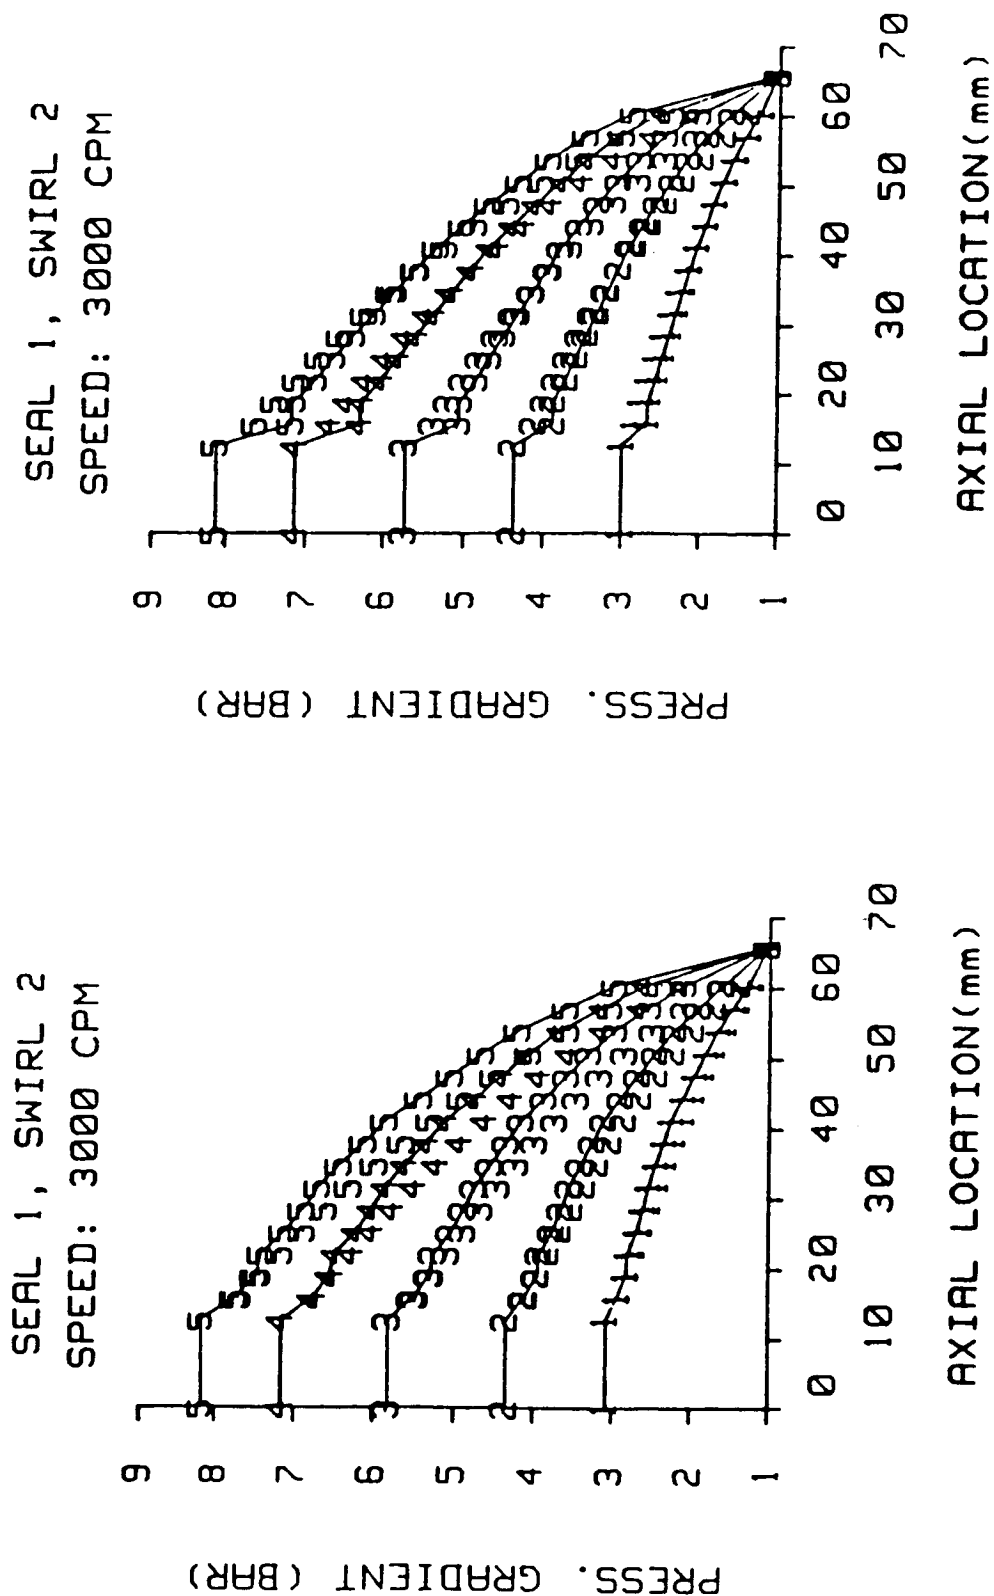 SEAL 1, SWIRL 2
SPEED: 3000 CPM
PRESS. GRADIENT (BAR)
9
8
7
6
5
4
3
2
1
0 10 20 30 40 50 60 70
AXIAL LOCATION(mm)
SEAL 1, SWIRL 2
SPEED: 3000 CPM
PRESS. GRADIENT (BAR)
9
8
7
6
5
4
3
2
1
0 10 20 30 40 50 60 70
AXIAL LOCATION(mm)